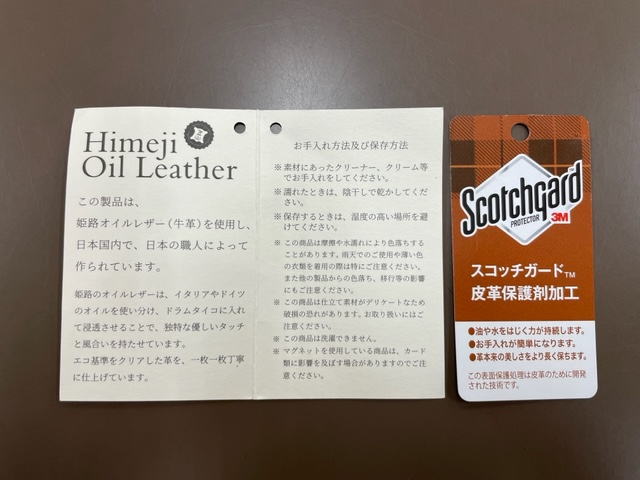 Himeji
Oil Leather
この製品は、
姫路オイルレザー（牛革）を使用し、
日本国内で、日本の職人によって
作られています。
姫路のオイルレザーは、イタリアやドイツ
のオイルを使い分け、ドラムタイコに入れ
て浸透させることで、独特な優しいタッチ
と風合いを持たせています。
エコ基準をクリアした革を、一枚一枚丁寧
に仕上げています。
お手入れ方法及び保存方法
※素材にあったクリーナー、クリーム等
でお手入れをしてください。
※濡れたときは、陰干しで乾かしてくだ
さい。
※保存するときは、湿度の高い場所を避
けてください。
※この商品は摩擦や水濡れにより色落ちする
ことがあります。雨天でのご使用や薄い色
の衣類を着用の際は特にご注意ください。
また他の製品からの色落ち、移行等の影響
にもご注意ください。
※この商品は仕立て素材がデリケートなため
破損の恐れがあります。お取り扱いにはご
注意ください。
※この商品は洗濯できません。
※マグネットを使用している商品は、カード
類に影響を及ぼす場合がありますのでご注
意ください。
Scotchgard™
PROTECTOR 3M
スコッチガード™
皮革保護剤加工
●油や水をはじく力が持続します。
●お手入れが簡単になります。
●革本来の美しさをより長く保ちます。
この表面保護処理は皮革のために開発
された技術です。